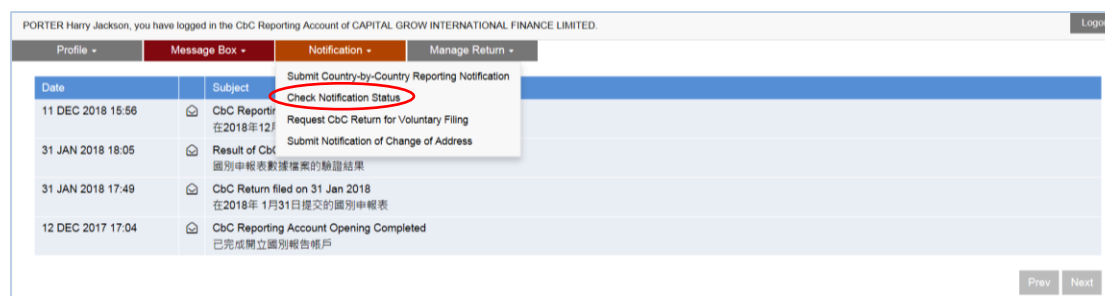 PORTER Harry Jackson, you have logged in the CbC Reporting Account of CAPITAL GROW INTERNATIONAL FINANCE LIMITED.
Profile
Message Box
Notification
Manage Return
Submit Country-by-Country Reporting Notification
Check Notification Status
Request CbC Return for Voluntary Filing
Submit Notification of Change of Address
Date Subject
11 DEC 2018 15:56 CbC
在2018年12
31 JAN 2018 18:05 Result of
國別申報表數據檔案的驗證結果
31 JAN 2018 17:49 CbC Return filed on 31 Jan 2018
在2018年 1月31日提交的國別申報表
12 DEC 2017 17:04 CbC Reporting Account Opening Completed
已完成開立國別報告帳戶
Prev Next